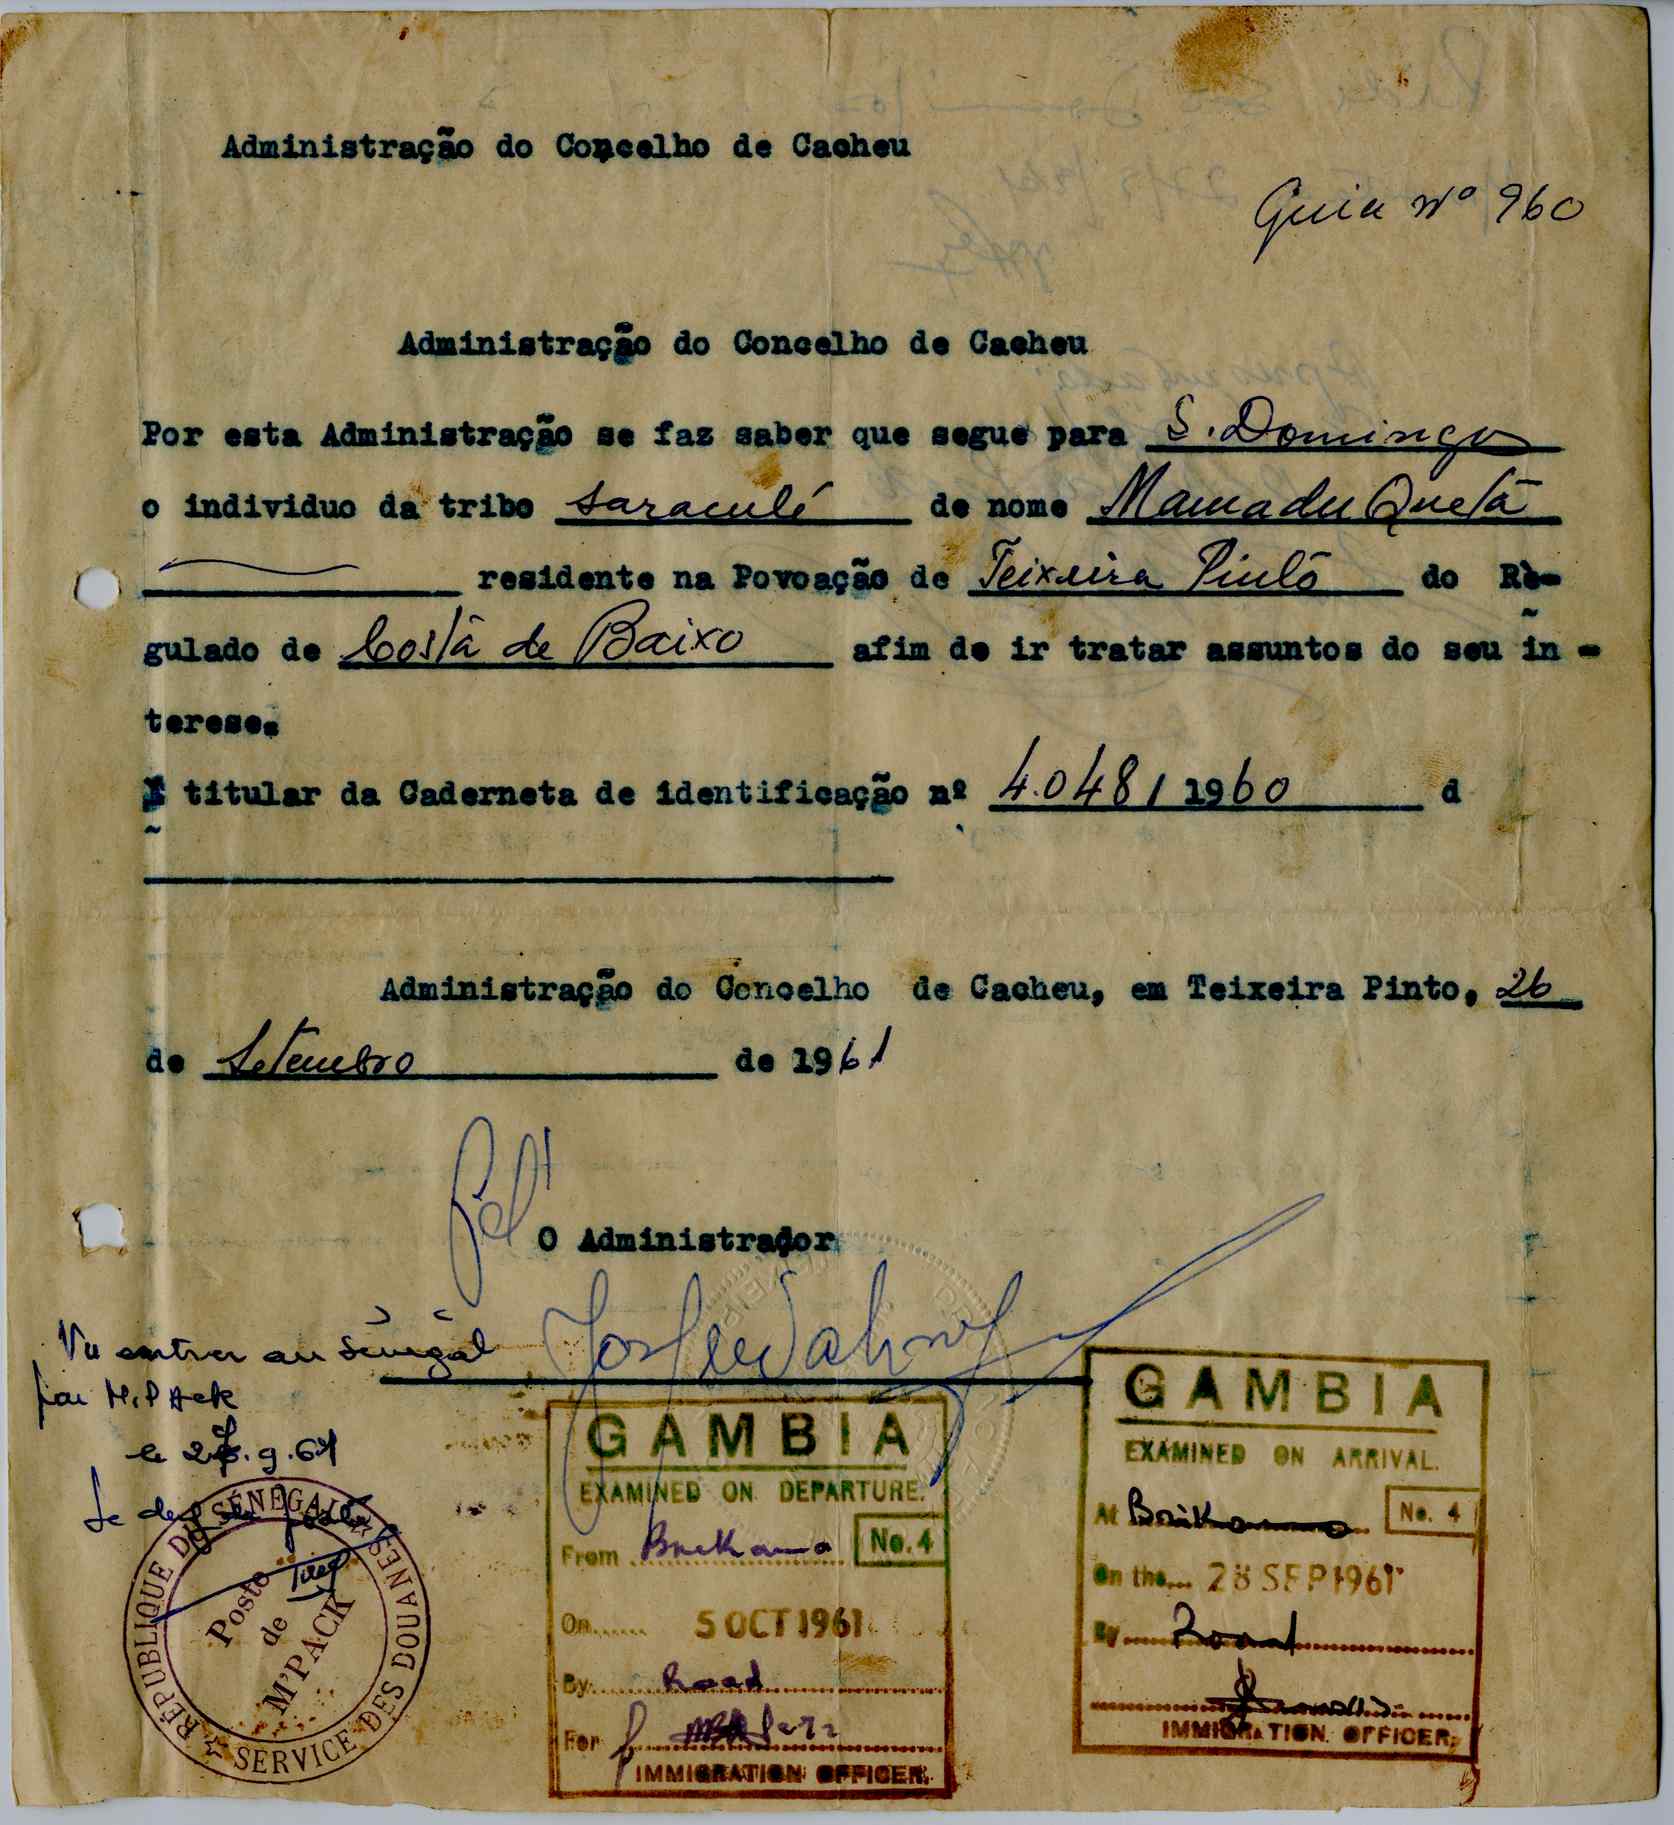 Administração do Concelho de Cacheu
Guia Nº 960
Administração do Concelho de Cacheu
Por esta Administração se faz saber que segue para S. Domingos
o individuo da tribo saraculé de nome Mamadu Quetá
residente na Povoação de Teixeira Pinto do Rè-
gulado de Costa de Baixo afim de ir tratar assuntos do seu in-
terese.
titular da Caderneta de identificação nº 4.048/1960 d
Administração do Concelho de Cacheu, em Teixeira Pinto, 26
de Setembro de 1961
O Administrador
Vu entrer au Sénégal
par M'Pack
le 9.61
Le
RÉPUBLIQUE DU SÉNÉGAL
SERVICE DES DOUANES
Poste
de
M'PACK
GAMBIA
EXAMINED ON DEPARTURE.
From Brikama No. 4
On...... 5 OCT 1961
By Road
For
IMMIGRATION OFFICER.
GAMBIA
EXAMINED ON ARRIVAL.
At Brikama No. 4
On the... 28 SEP 1961
By Road
IMMIGRATION OFFICER.